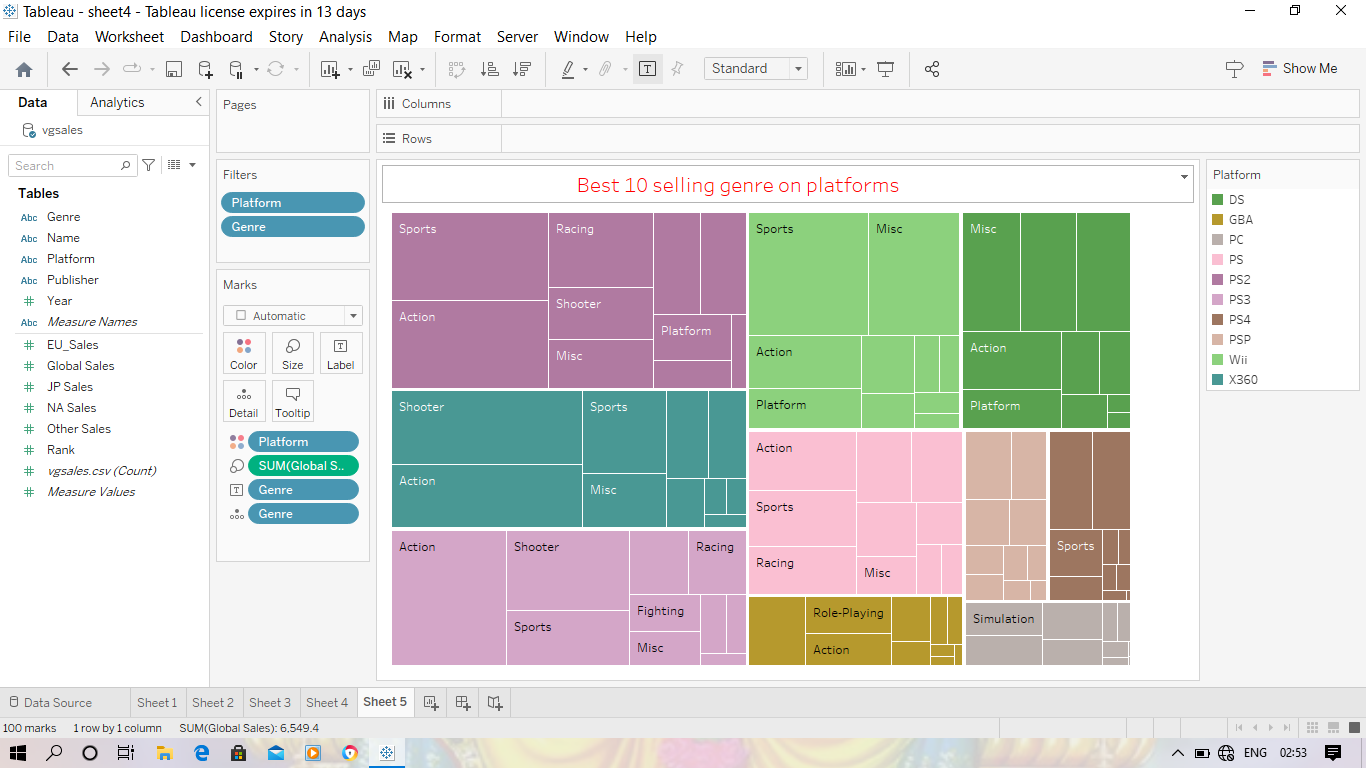 Tableau - sheet4 - Tableau license expires in 13 days
File Data Worksheet Dashboard Story Analysis Map Format Server Window Help
Standard Show Me
Data Analytics
vgsales
Search
Tables
Abc Genre
Abc Name
Abc Platform
Abc Publisher
# Year
Abc Measure Names
# EU_Sales
# Global Sales
# JP Sales
# NA Sales
# Other Sales
# Rank
# vgsales.csv (Count)
# Measure Values
Pages
Filters
Platform
Genre
Marks
Automatic
Color Size Label
Detail Tooltip
Platform
SUM(Global S..
Genre
Genre
Columns
Rows
Best 10 selling genre on platforms
Sports
Action
Racing
Shooter
Misc
Platform
Shooter
Action
Sports
Misc
Action
Shooter
Sports
Racing
Fighting
Misc
Sports
Misc
Action
Platform
Misc
Action
Platform
Action
Sports
Racing
Misc
Sports
Role-Playing
Action
Simulation
Platform
DS
GBA
PC
PS
PS2
PS3
PS4
PSP
Wii
X360
Data Source Sheet 1 Sheet 2 Sheet 3 Sheet 4 Sheet 5
100 marks 1 row by 1 column SUM(Global Sales): 6,549.4
ENG 02:53